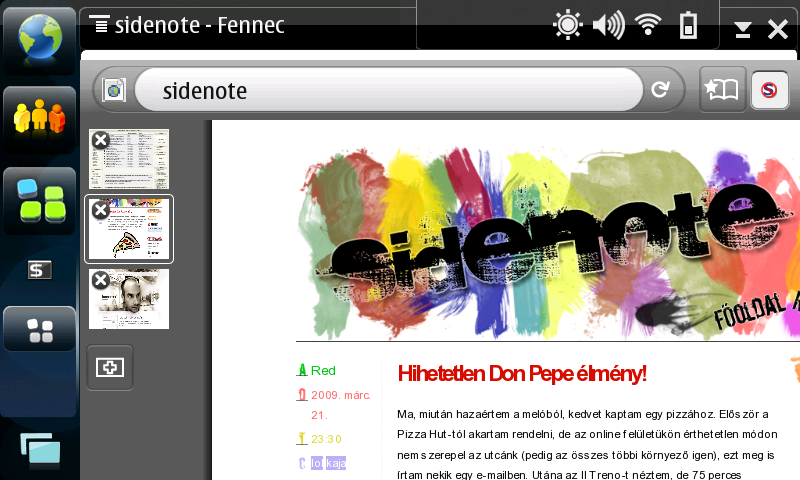 sidenote - Fennec
sidenote
sidenote
FŐOLDAL
Red
2009. márc.
21.
23:30
lol kaja
Hihetetlen Don Pepe élmény!
Ma, miután hazaértem a melóból, kedvet kaptam egy pizzához. Először a
Pizza Hut-tól akartam rendelni, de az online felületükön érthetetlen módon
nem szerepel az utcánk (pedig az összes többi környező igen), ezt meg is
írtam nekik egy e-mailben. Utána az Il Treno-t néztem, de 75 perces